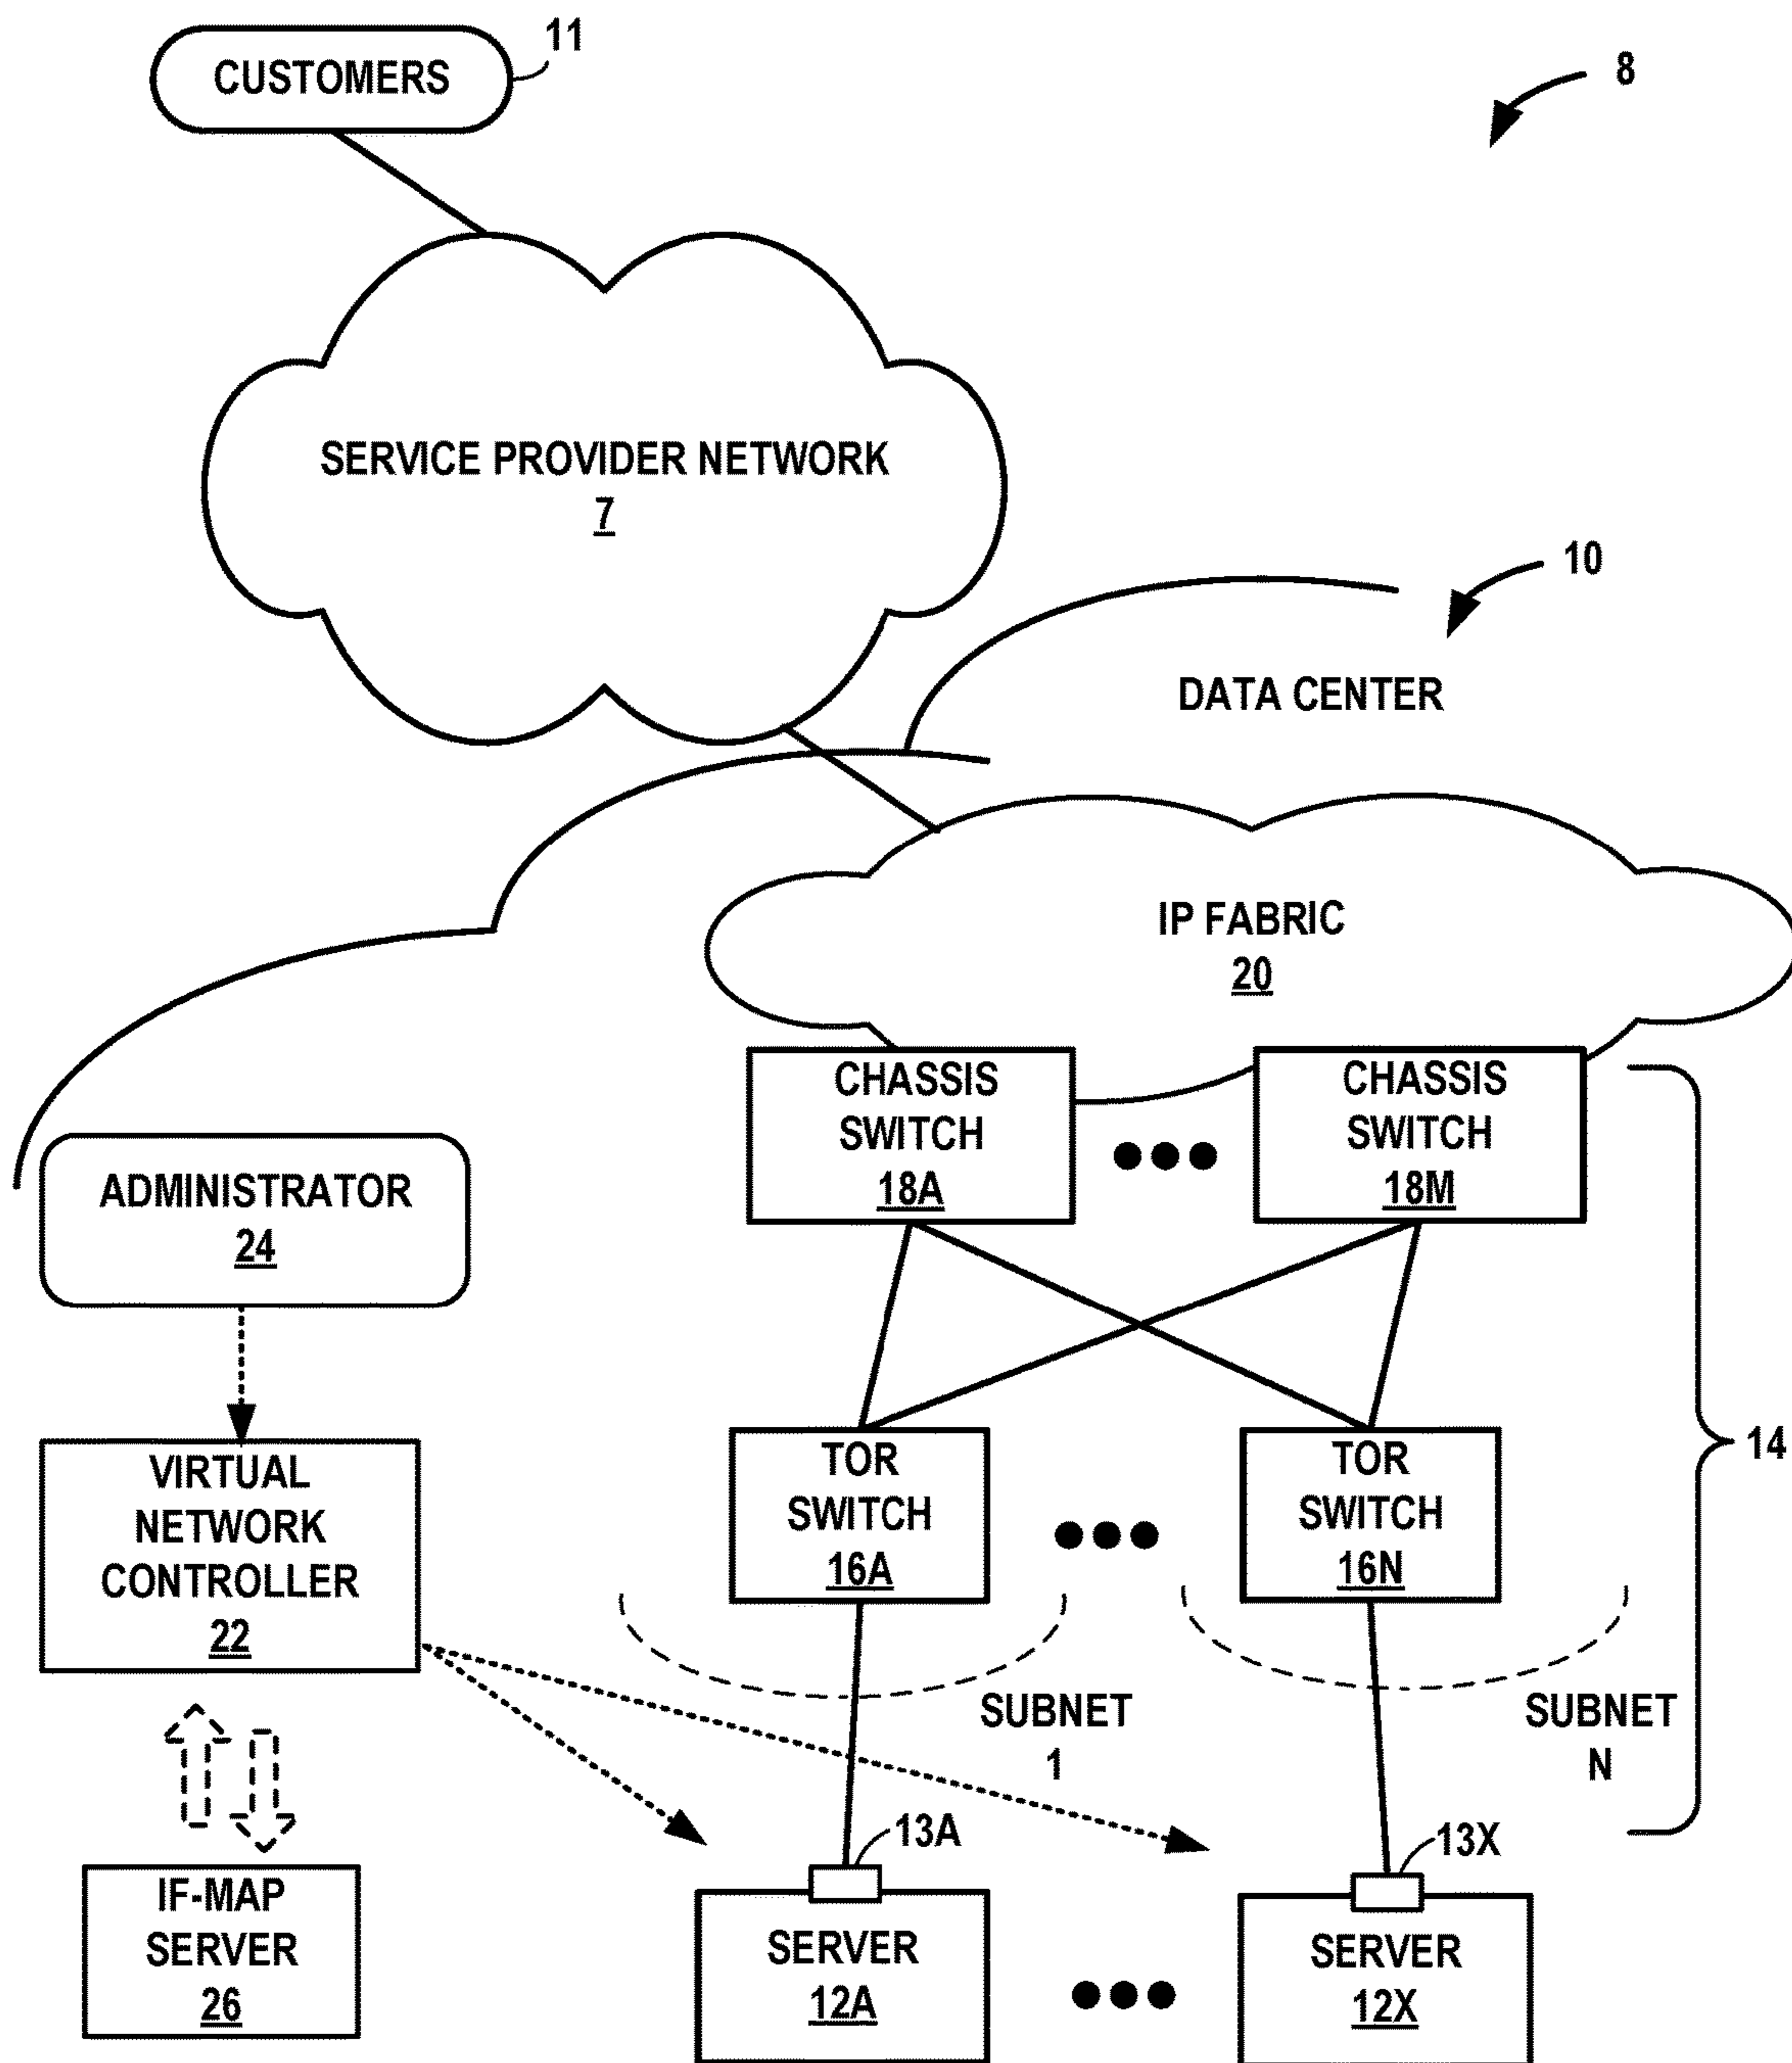 11
CUSTOMERS
8
SERVICE PROVIDER NETWORK
7
10
DATA CENTER
IP FABRIC
20
CHASSIS
SWITCH
18A
CHASSIS
SWITCH
18M
ADMINISTRATOR
24
14
VIRTUAL
NETWORK
CONTROLLER
22
TOR
SWITCH
16A
TOR
SWITCH
16N
SUBNET
1
SUBNET
N
13A
13X
IF-MAP
SERVER
26
SERVER
12A
SERVER
12X